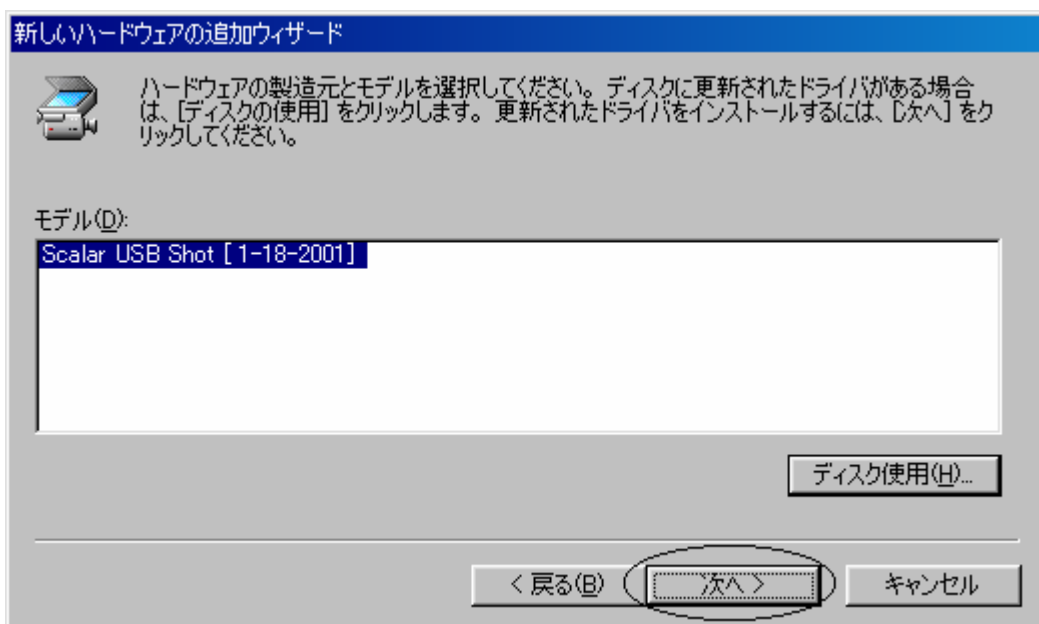 新しいハードウェアの追加ウィザード
ハードウェアの製造元とモデルを選択してください。ディスクに更新されたドライバがある場合
は、[ディスクの使用] をクリックします。更新されたドライバをインストールするには、[次へ] をク
リックしてください。
モデル(D):
Scalar USB Shot [ 1-18-2001]
ディスク使用(H)...
< 戻る(B) 次へ > キャンセル